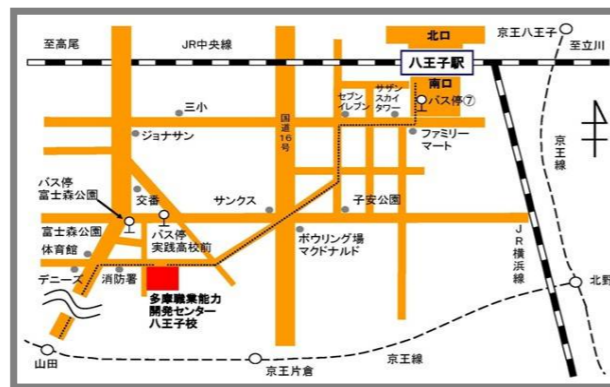 北口
京王八王子
至高尾
JR中央線
八王子駅
至立川
南口
三小
セブン
イレブン
サザン
スカイ
タワー
バス停⑦
国道16号
ジョナサン
ファミリー
マート
京王線
バス停
富士森公園
交番
サンクス
子安公園
富士森公園
バス停
実践高校前
ボウリング場
マクドナルド
体育館
JR横浜線
デニーズ
消防署
北野
多摩職業能力
開発センター
八王子校
山田
京王片倉
京王線